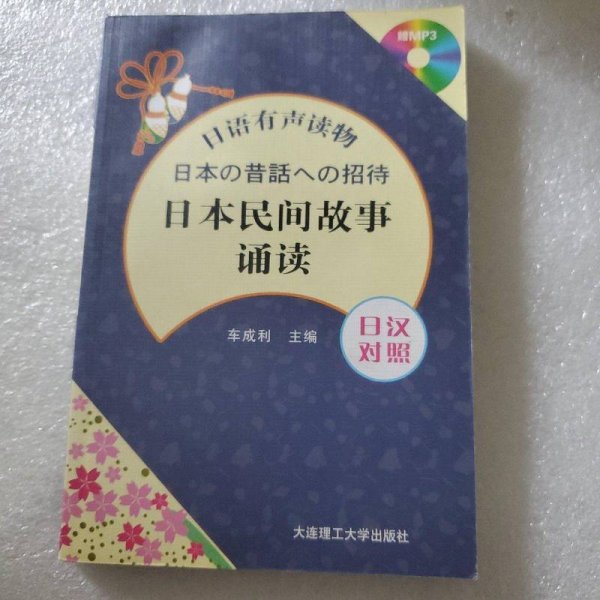 赠MP3
日语有声读物
日本の昔話への招待
日本民间故事
诵读
车成利 主编
日汉
对照
大连理工大学出版社